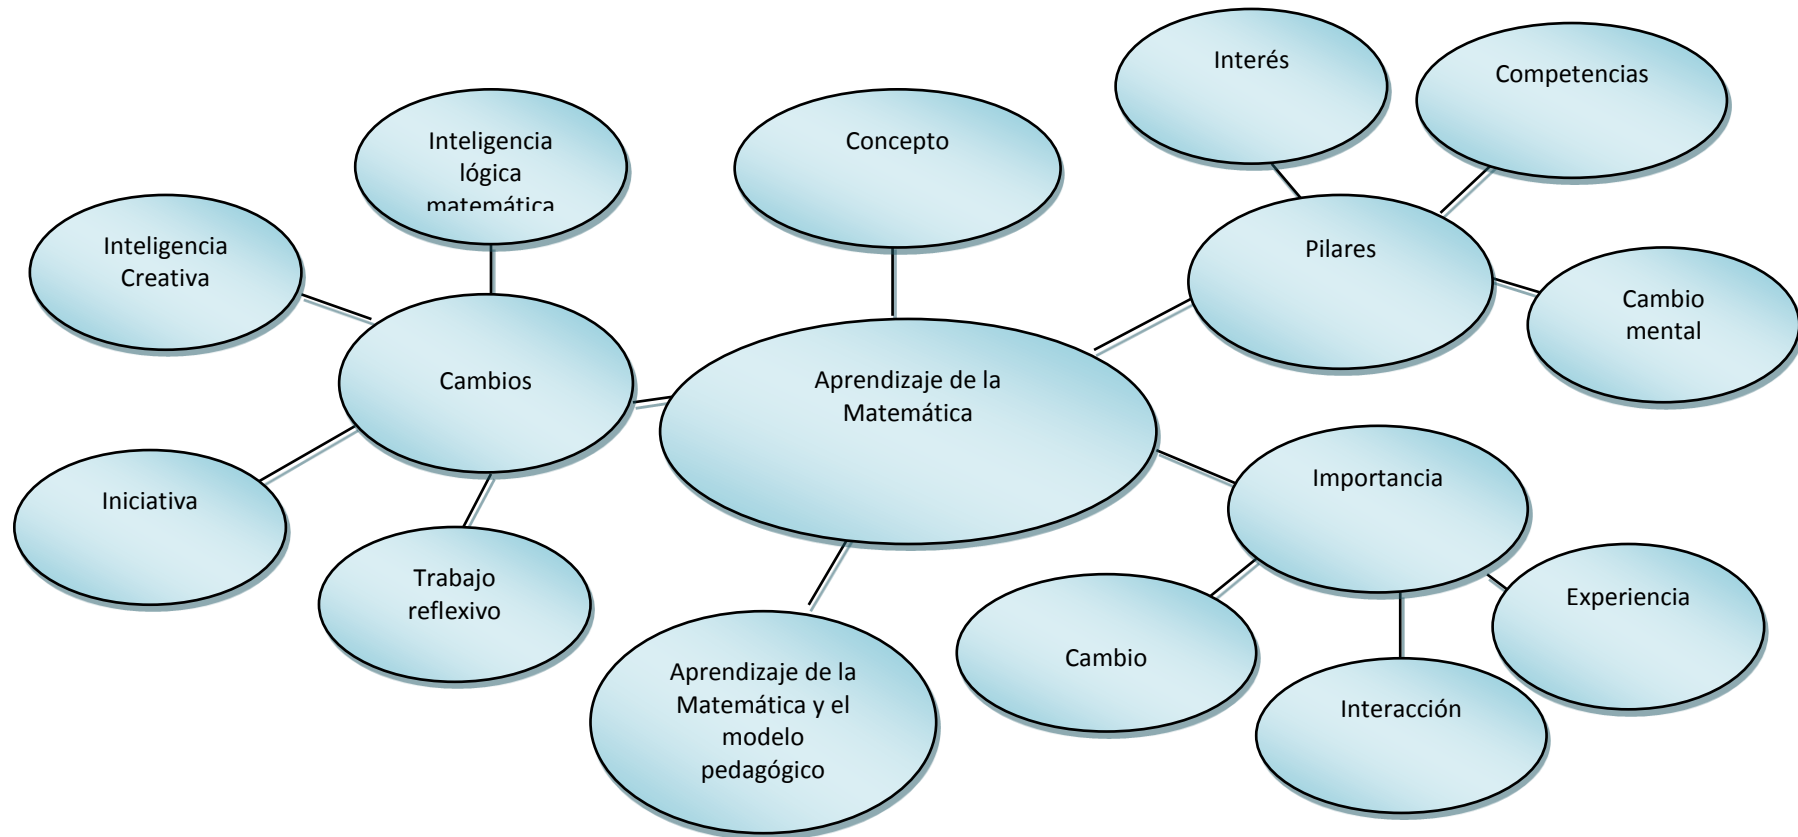 Interés
Competencias
Inteligencia
lógica
matemática
Concepto
Inteligencia
Creativa
Pilares
Cambio
mental
Cambios
Aprendizaje de la
Matemática
Importancia
Iniciativa
Trabajo
reflexivo
Experiencia
Cambio
Aprendizaje de la
Matemática y el
modelo
pedagógico
Interacción